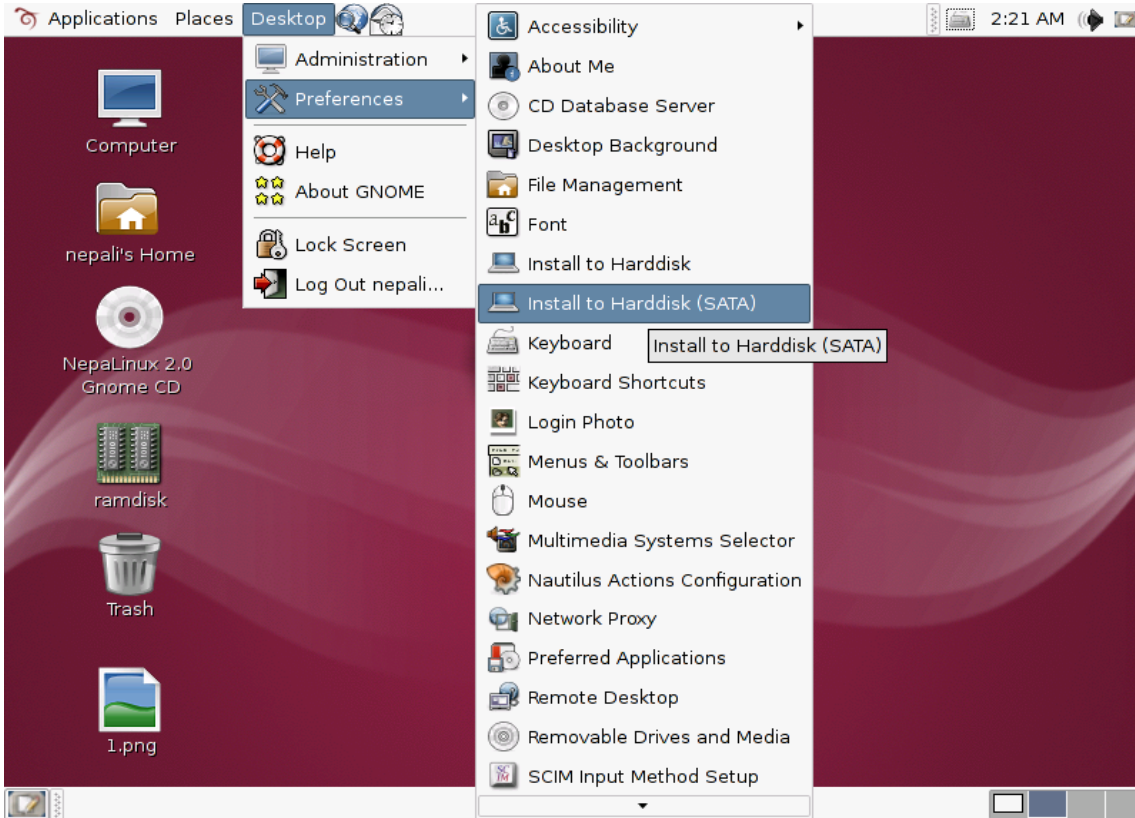 Applications Places Desktop
2:21 AM
Administration
Preferences
Help
About GNOME
Lock Screen
Log Out nepali...
Accessibility
About Me
CD Database Server
Desktop Background
File Management
Font
Install to Harddisk
Install to Harddisk (SATA)
Install to Harddisk (SATA)
Keyboard
Keyboard Shortcuts
Login Photo
Menus & Toolbars
Mouse
Multimedia Systems Selector
Nautilus Actions Configuration
Network Proxy
Preferred Applications
Remote Desktop
Removable Drives and Media
SCIM Input Method Setup
Computer
nepali's Home
NepaLinux 2.0
Gnome CD
ramdisk
Trash
1.png